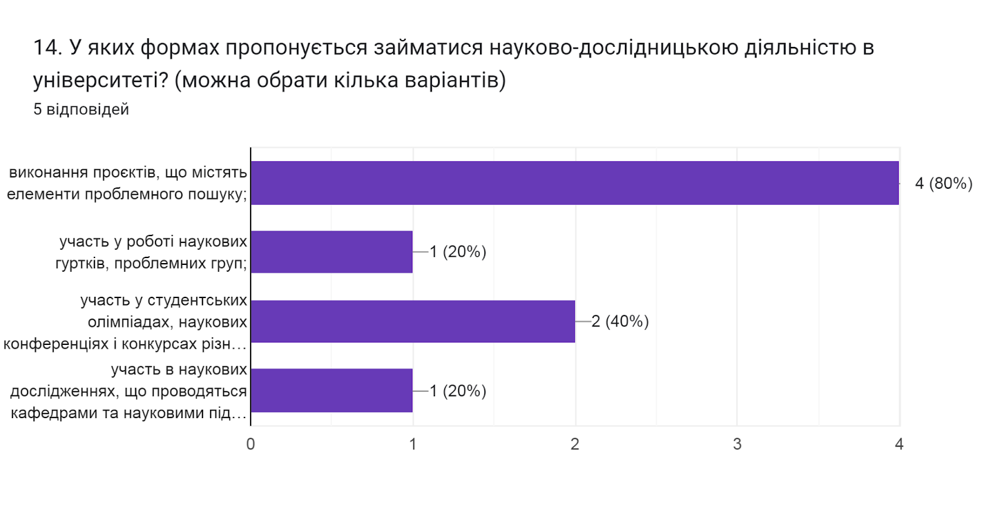 14. У яких формах пропонується займатися науково-дослідницькою діяльністю в
університеті? (можна обрати кілька варіантів)
5 відповідей
виконання проєктів, що містять
елементи проблемного пошуку;
4 (80%)
участь у роботі наукових
гуртків, проблемних груп;
1 (20%)
участь у студентських
олімпіадах, наукових
конференціях і конкурсах різн…
2 (40%)
участь в наукових
дослідженнях, що проводяться
кафедрами та науковими під…
1 (20%)
0 1 2 3 4